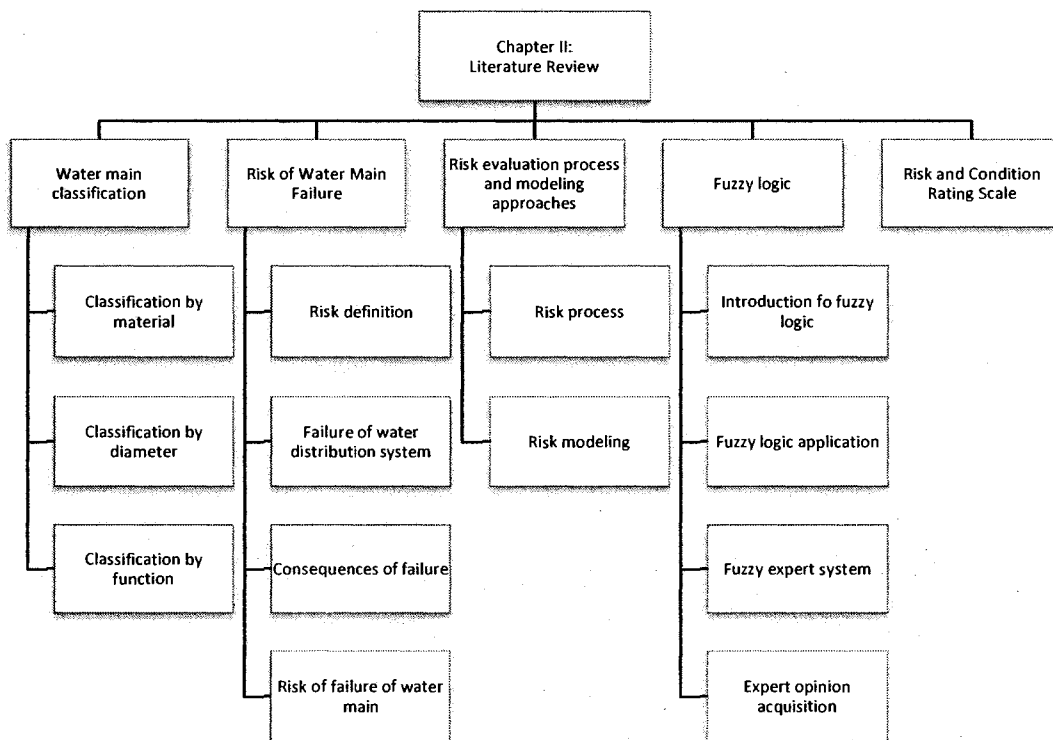 Chapter II:
Literature Review
Water main
classification
Risk of Water Main
Failure
Risk evaluation process
and modeling
approaches
Fuzzy logic
Risk and Condition
Rating Scale
Classification by
material
Risk definition
Risk process
Introduction fo fuzzy
logic
Classification by
diameter
Failure of water
distribution system
Risk modeling
Fuzzy logic application
Classification by
function
Consequences of failure
Fuzzy expert system
Risk of failure of water
main
Expert opinion
acquisition